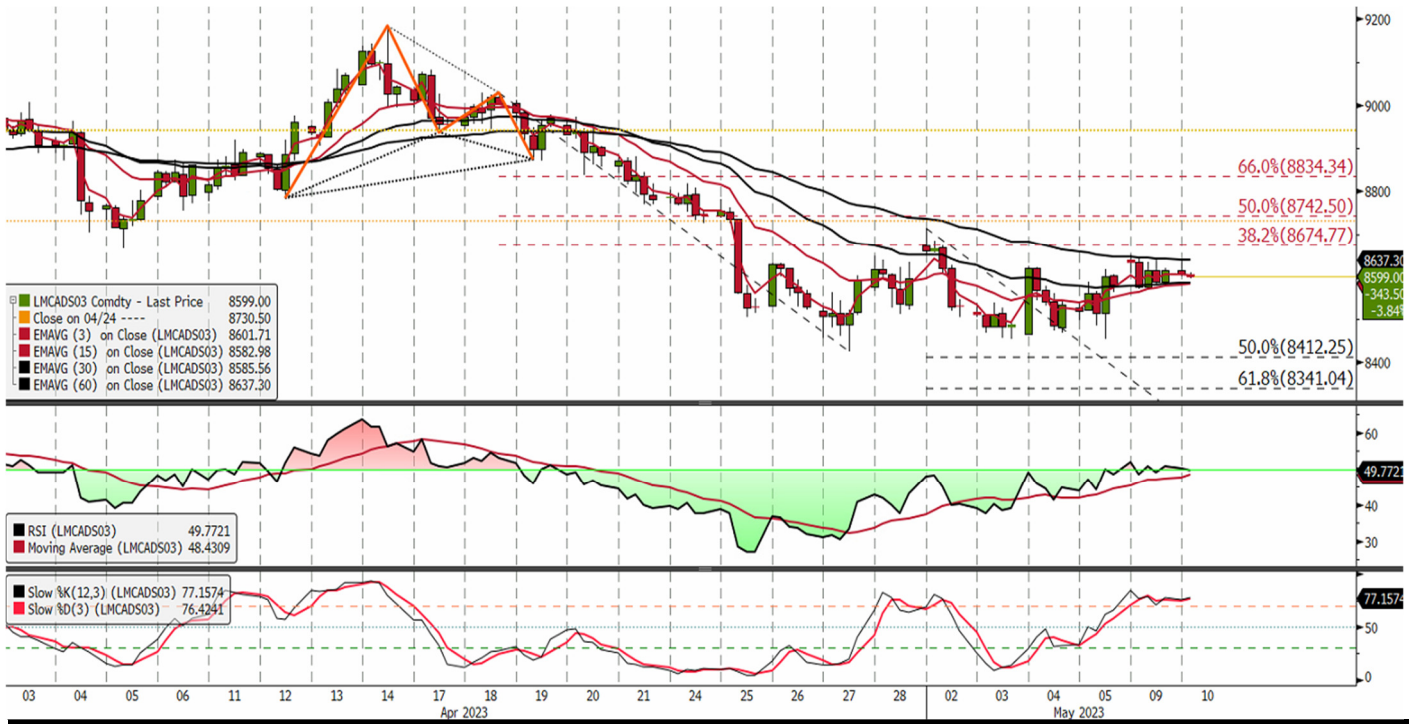 9200
9000
66.0%(8834.34)
8800
50.0%(8742.50)
38.2%(8674.77)
8637.30
8599.00
-343.50
-3.84%
50.0%(8412.25)
8400
61.8%(8341.04)
LMCADS03 Comdty - Last Price 8599.00
Close on 04/24 ---- 8730.50
EMAVG (3) on Close (LMCADS03) 8601.71
EMAVG (15) on Close (LMCADS03) 8582.98
EMAVG (30) on Close (LMCADS03) 8585.56
EMAVG (60) on Close (LMCADS03) 8637.30
60
49.7721
40
30
RSI (LMCADS03) 49.7721
Moving Average (LMCADS03) 48.4309
Slow %K(12,3) (LMCADS03) 77.1574
Slow %D(3) (LMCADS03) 76.4241
77.1574
50
0
03 04 05 06 11 12 13 14 17 18 19 20 21 24 25 26 27 28 02 03 04 05 09 10
Apr 2023 May 2023